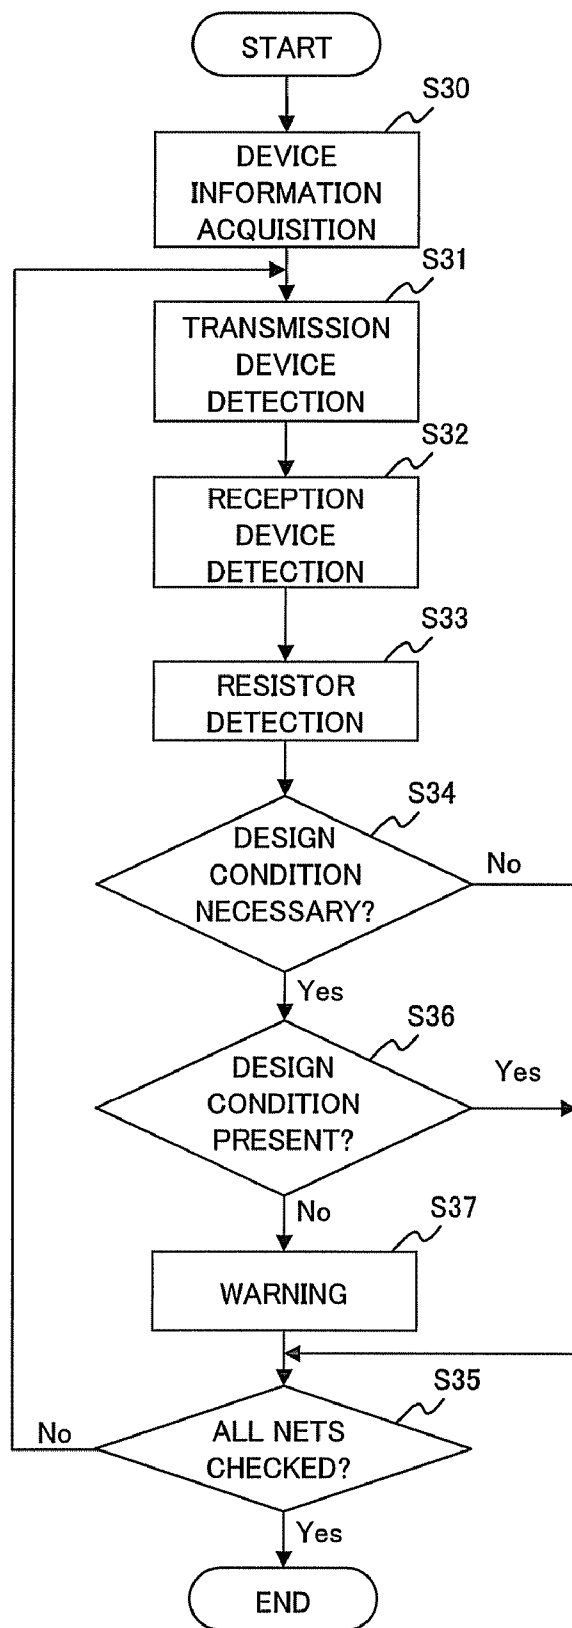 START
S30
DEVICE
INFORMATION
ACQUISITION
S31
TRANSMISSION
DEVICE
DETECTION
S32
RECEPTION
DEVICE
DETECTION
S33
RESISTOR
DETECTION
S34
DESIGN
CONDITION
NECESSARY?
No
Yes
S36
DESIGN
CONDITION
PRESENT?
Yes
No
S37
WARNING
S35
ALL NETS
CHECKED?
No
Yes
END